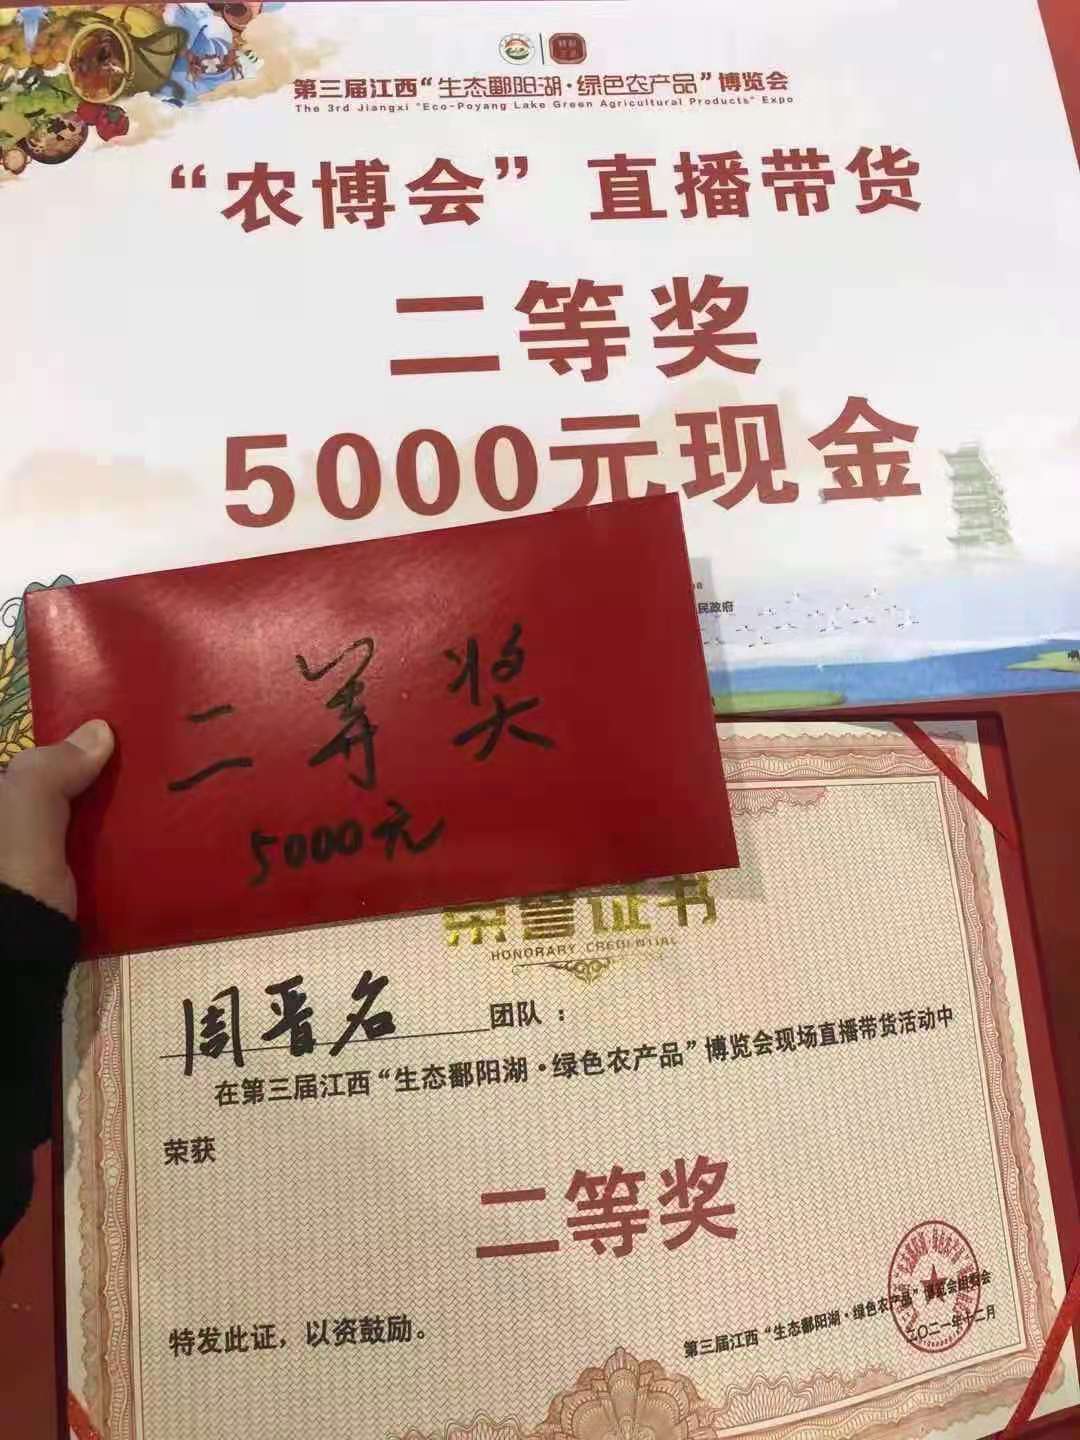 第三届江西“生态鄱阳湖·绿色农产品”博览会
The 3rd Jiangxi "Eco-Poyang Lake Green Agricultural Products" Expo
“农博会”直播带货
二等奖
5000元现金
民政府
二等奖
5000元
荣誉证书
HONORARY CREDENTIAL
周晋名 团队：
在第三届江西“生态鄱阳湖·绿色农产品”博览会现场直播带货活动中
荣获
二等奖
特发此证，以资鼓励。
第三届江西“生态鄱阳湖·绿色农产品”博览会组委会
二〇二一年十二月